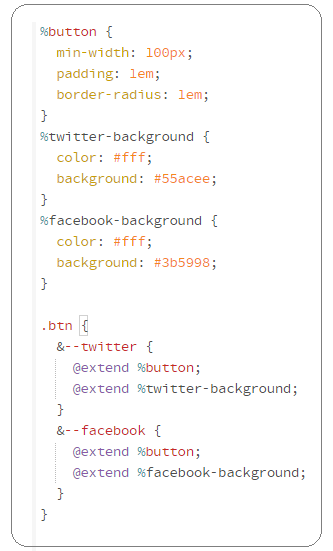 %button {
  min-width: 100px;
  padding: 1em;
  border-radius: 1em;
}
%twitter-background {
  color: #fff;
  background: #55acee;
}
%facebook-background {
  color: #fff;
  background: #3b5998;
}

.btn {
  &--twitter {
    @extend %button;
    @extend %twitter-background;
  }
  &--facebook {
    @extend %button;
    @extend %facebook-background;
  }
}